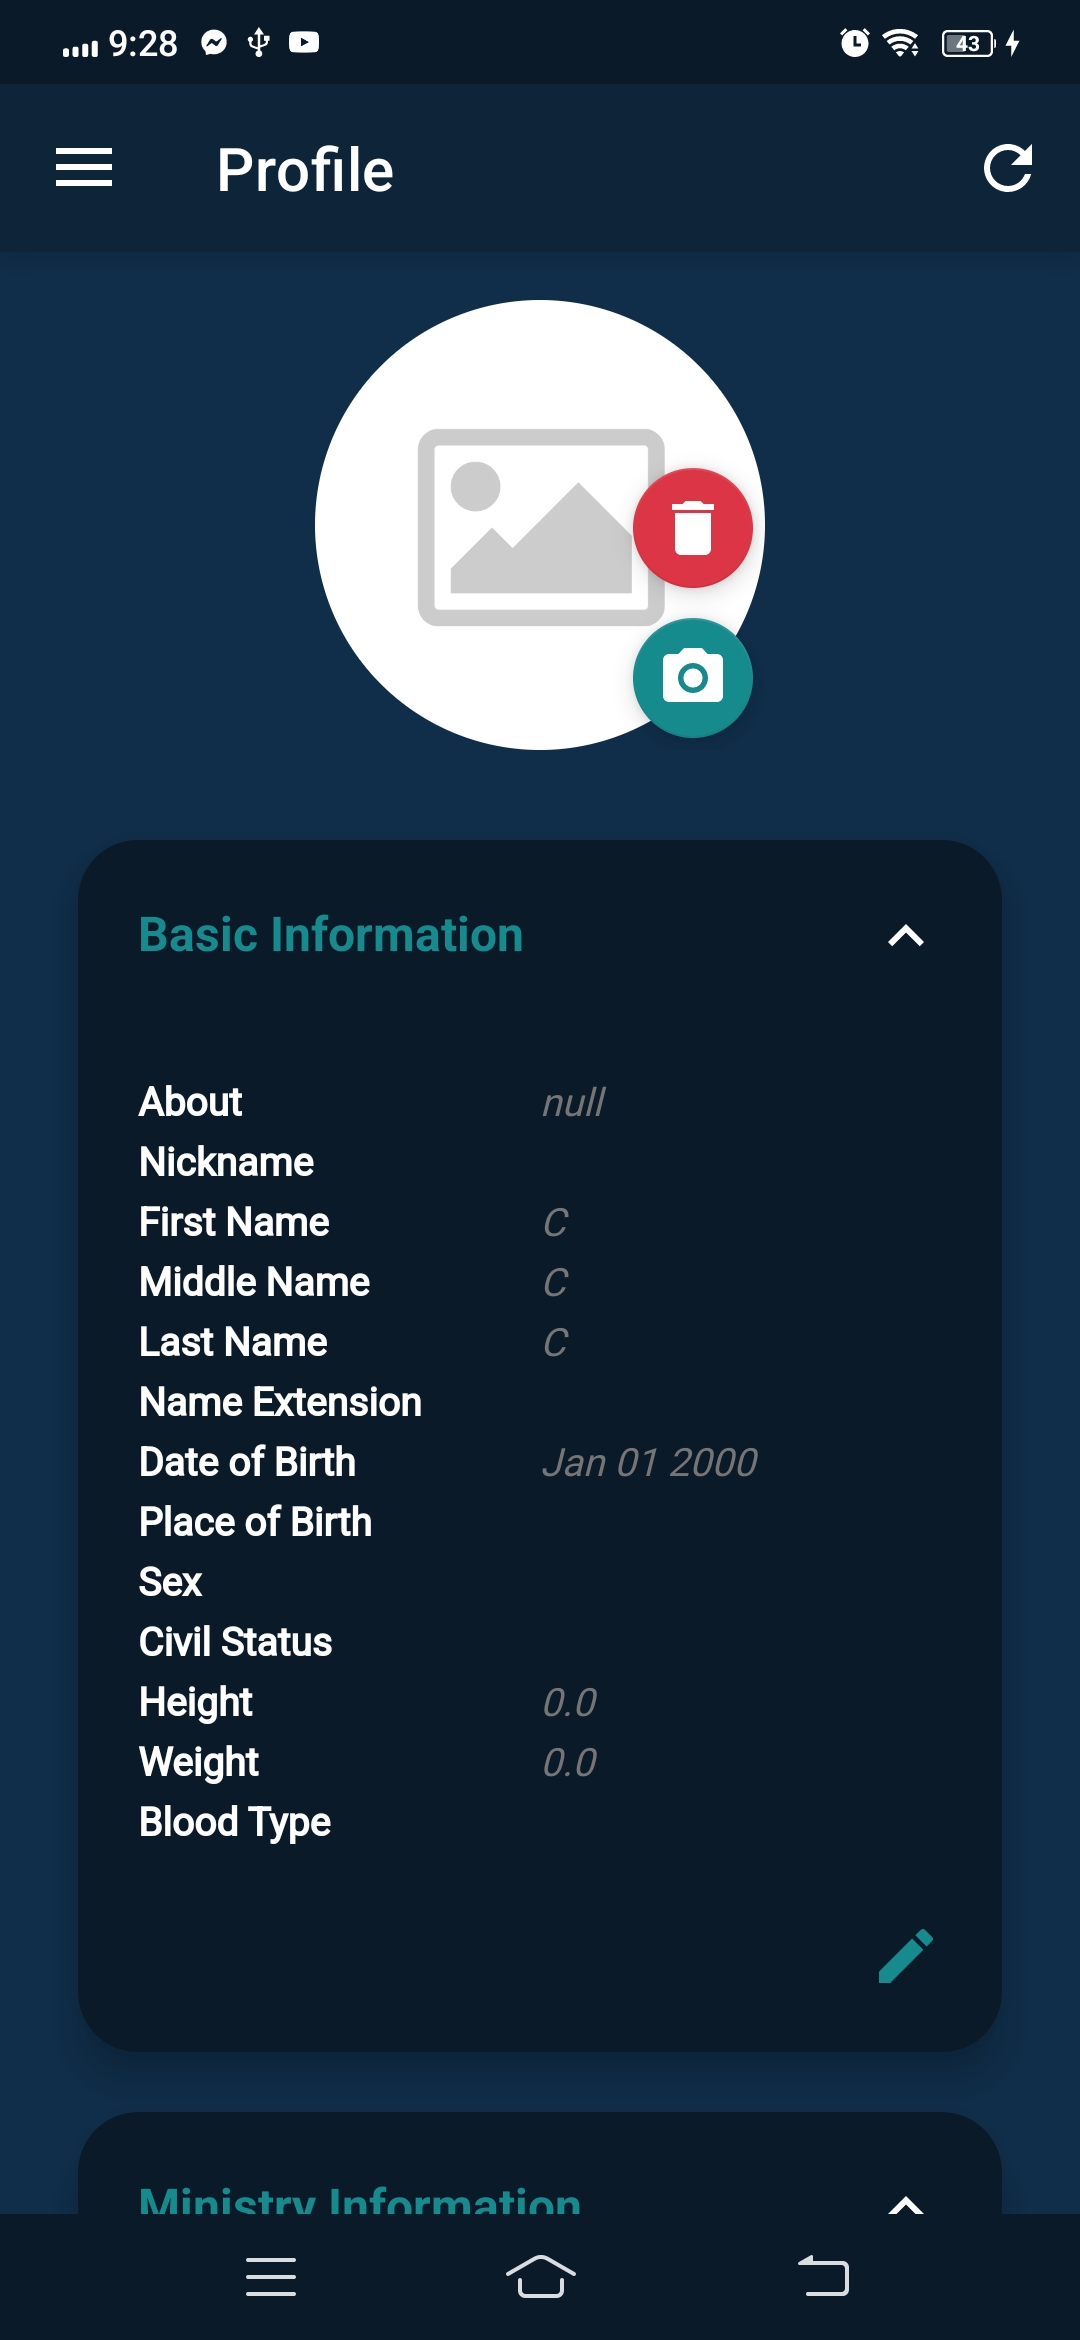 9:28
43
Profile
Basic Information
About null
Nickname
First Name C
Middle Name C
Last Name C
Name Extension
Date of Birth Jan 01 2000
Place of Birth
Sex
Civil Status
Height 0.0
Weight 0.0
Blood Type
Ministry Information